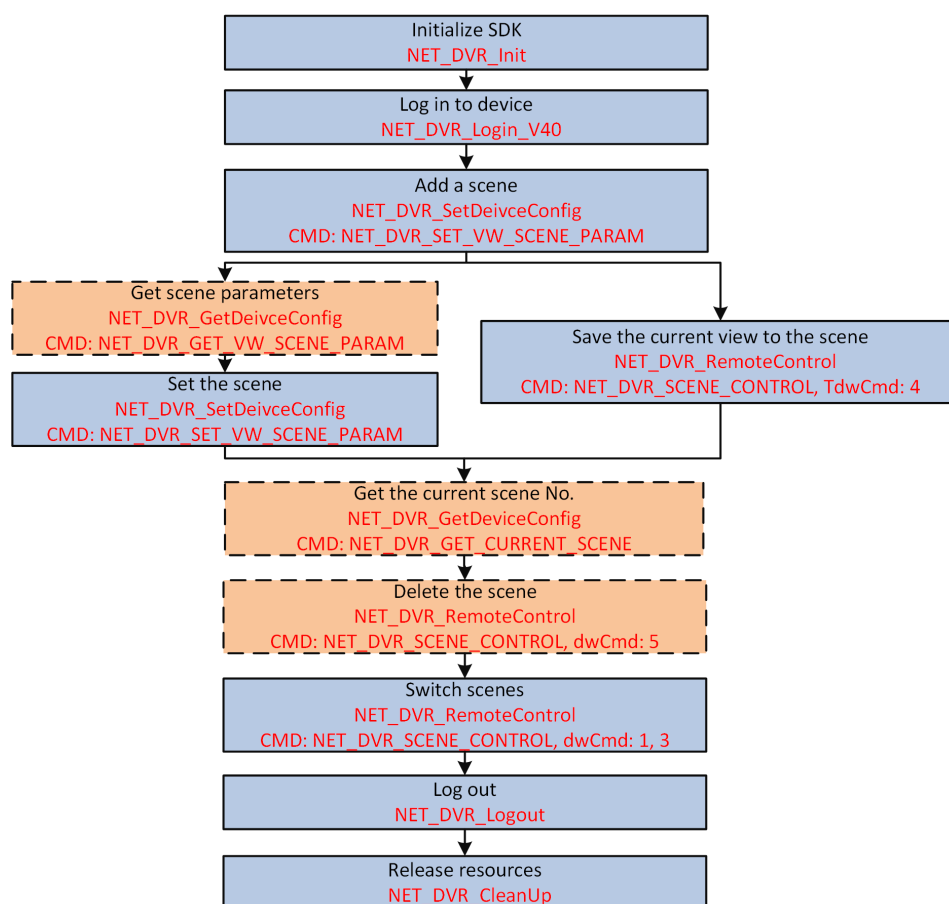 Initialize SDK
NET_DVR_Init
Log in to device
NET_DVR_Login_V40
Add a scene
NET_DVR_SetDeivceConfig
CMD: NET_DVR_SET_VW_SCENE_PARAM
Get scene parameters
NET_DVR_GetDeivceConfig
CMD: NET_DVR_GET_VW_SCENE_PARAM
Set the scene
NET_DVR_SetDeivceConfig
CMD: NET_DVR_SET_VW_SCENE_PARAM
Save the current view to the scene
NET_DVR_RemoteControl
CMD: NET_DVR_SCENE_CONTROL, TdwCmd: 4
Get the current scene No.
NET_DVR_GetDeviceConfig
CMD: NET_DVR_GET_CURRENT_SCENE
Delete the scene
NET_DVR_RemoteControl
CMD: NET_DVR_SCENE_CONTROL, dwCmd: 5
Switch scenes
NET_DVR_RemoteControl
CMD: NET_DVR_SCENE_CONTROL, dwCmd: 1, 3
Log out
NET_DVR_Logout
Release resources
NET_DVR_CleanUp